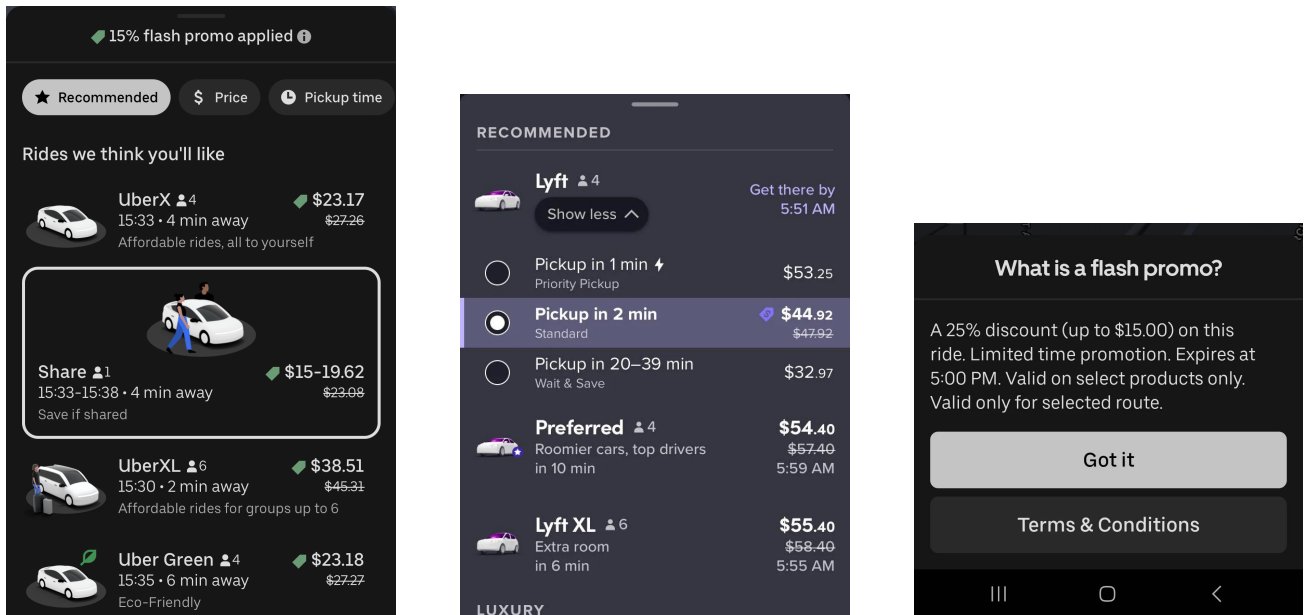 15% flash promo applied
Recommended
$ Price
Pickup time
Rides we think you'll like
UberX 4
$23.17
15:33 • 4 min away
$27.26
Affordable rides, all to yourself
Share 1
$15-19.62
15:33-15:38 • 4 min away
$23.08
Save if shared
UberXL 6
$38.51
15:30 • 2 min away
$45.31
Affordable rides for groups up to 6
Uber Green 4
$23.18
15:35 • 6 min away
$27.27
Eco-Friendly
RECOMMENDED
Lyft 4
Show less
Get there by
5:51 AM
Pickup in 1 min
Priority Pickup
$53.25
Pickup in 2 min
Standard
$44.92
$47.92
Pickup in 20–39 min
Wait & Save
$32.97
Preferred 4
$54.40
Roomier cars, top drivers
$57.40
in 10 min
5:59 AM
Lyft XL 6
$55.40
Extra room
$58.40
in 6 min
5:55 AM
LUXURY
What is a flash promo?
A 25% discount (up to $15.00) on this
ride. Limited time promotion. Expires at
5:00 PM. Valid on select products only.
Valid only for selected route.
Got it
Terms & Conditions